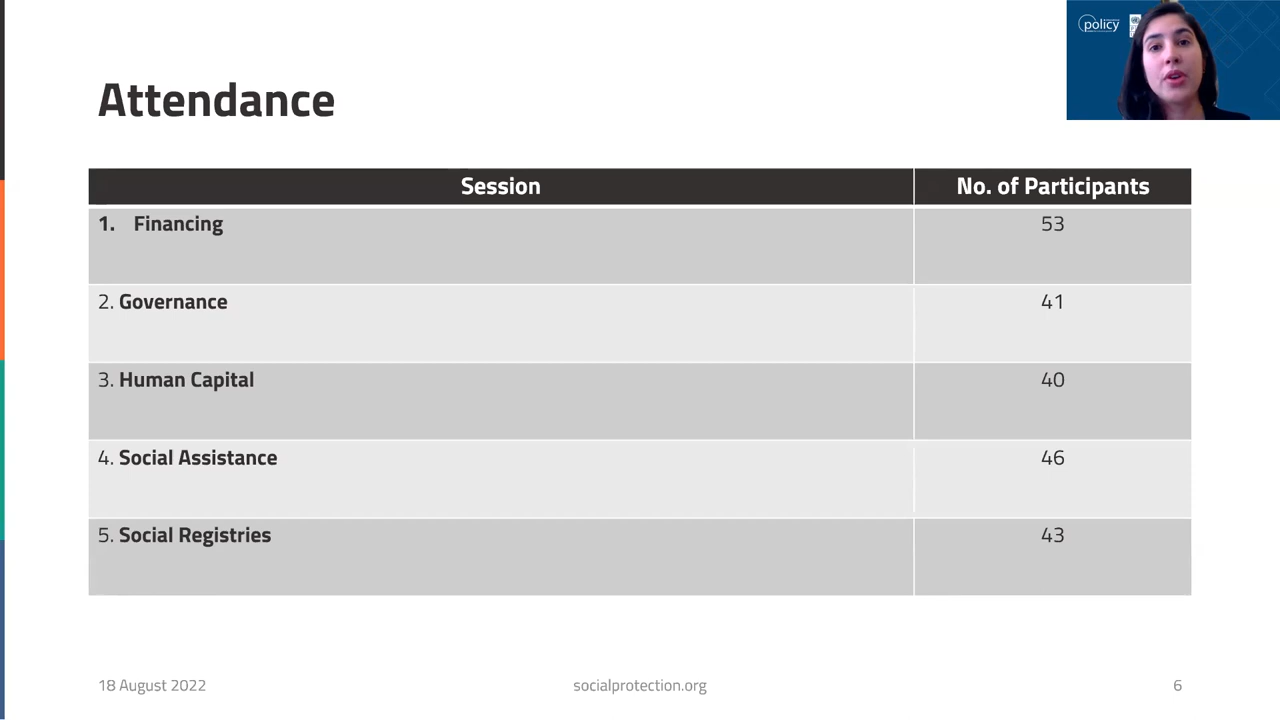 policy
Attendance
Session No. of Participants
1. Financing 53
2. Governance 41
3. Human Capital 40
4. Social Assistance 46
5. Social Registries 43
18 August 2022 socialprotection.org 6